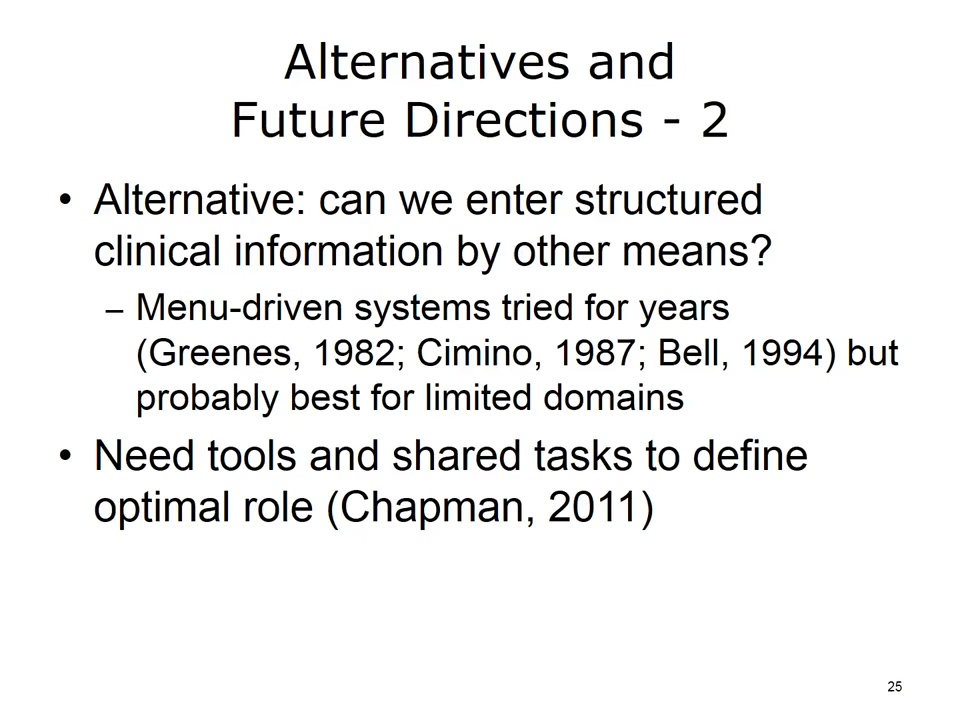 Alternatives and
Future Directions - 2
• Alternative: can we enter structured
clinical information by other means?
– Menu-driven systems tried for years
(Greenes, 1982; Cimino, 1987; Bell, 1994) but
probably best for limited domains
• Need tools and shared tasks to define
optimal role (Chapman, 2011)
25